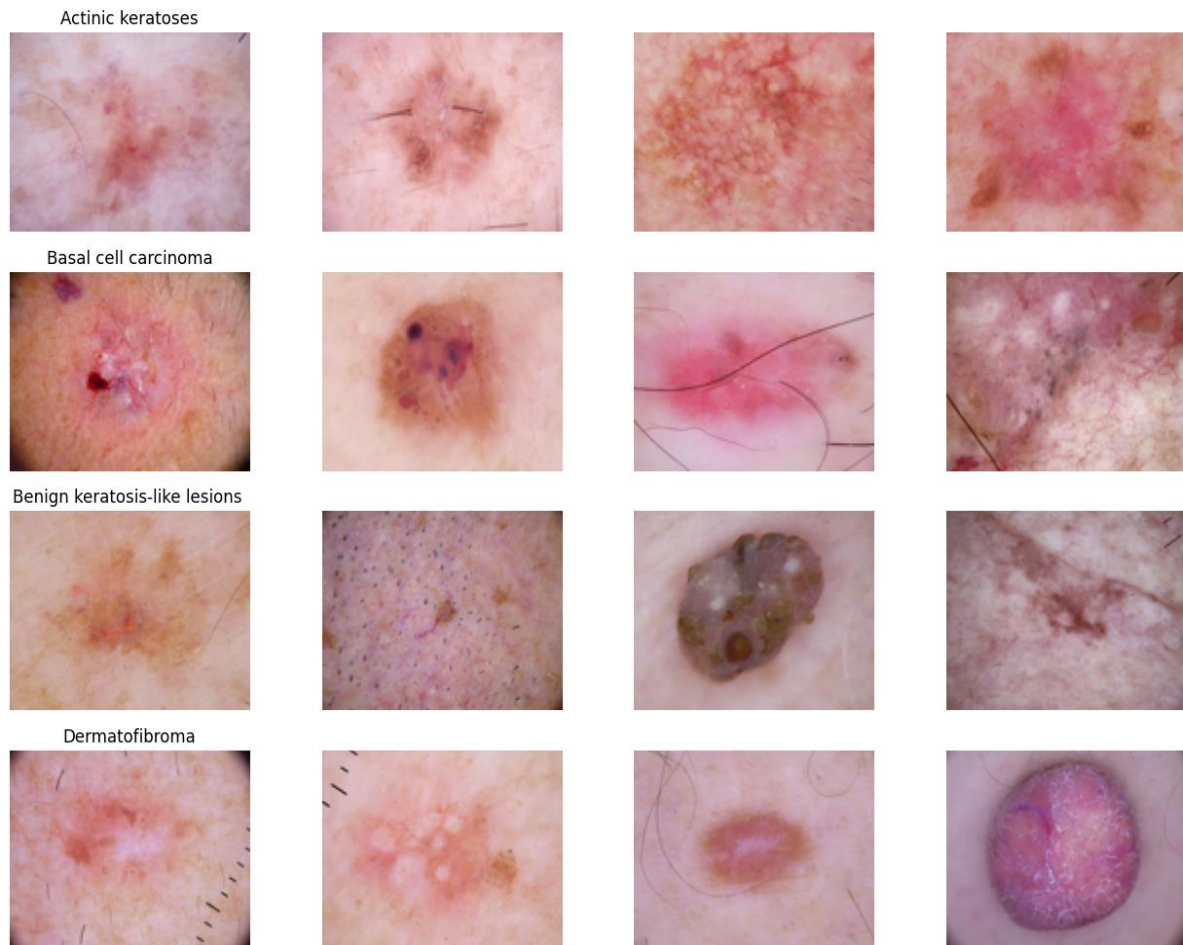 Actinic keratoses
Basal cell carcinoma
Benign keratosis-like lesions
Dermatofibroma